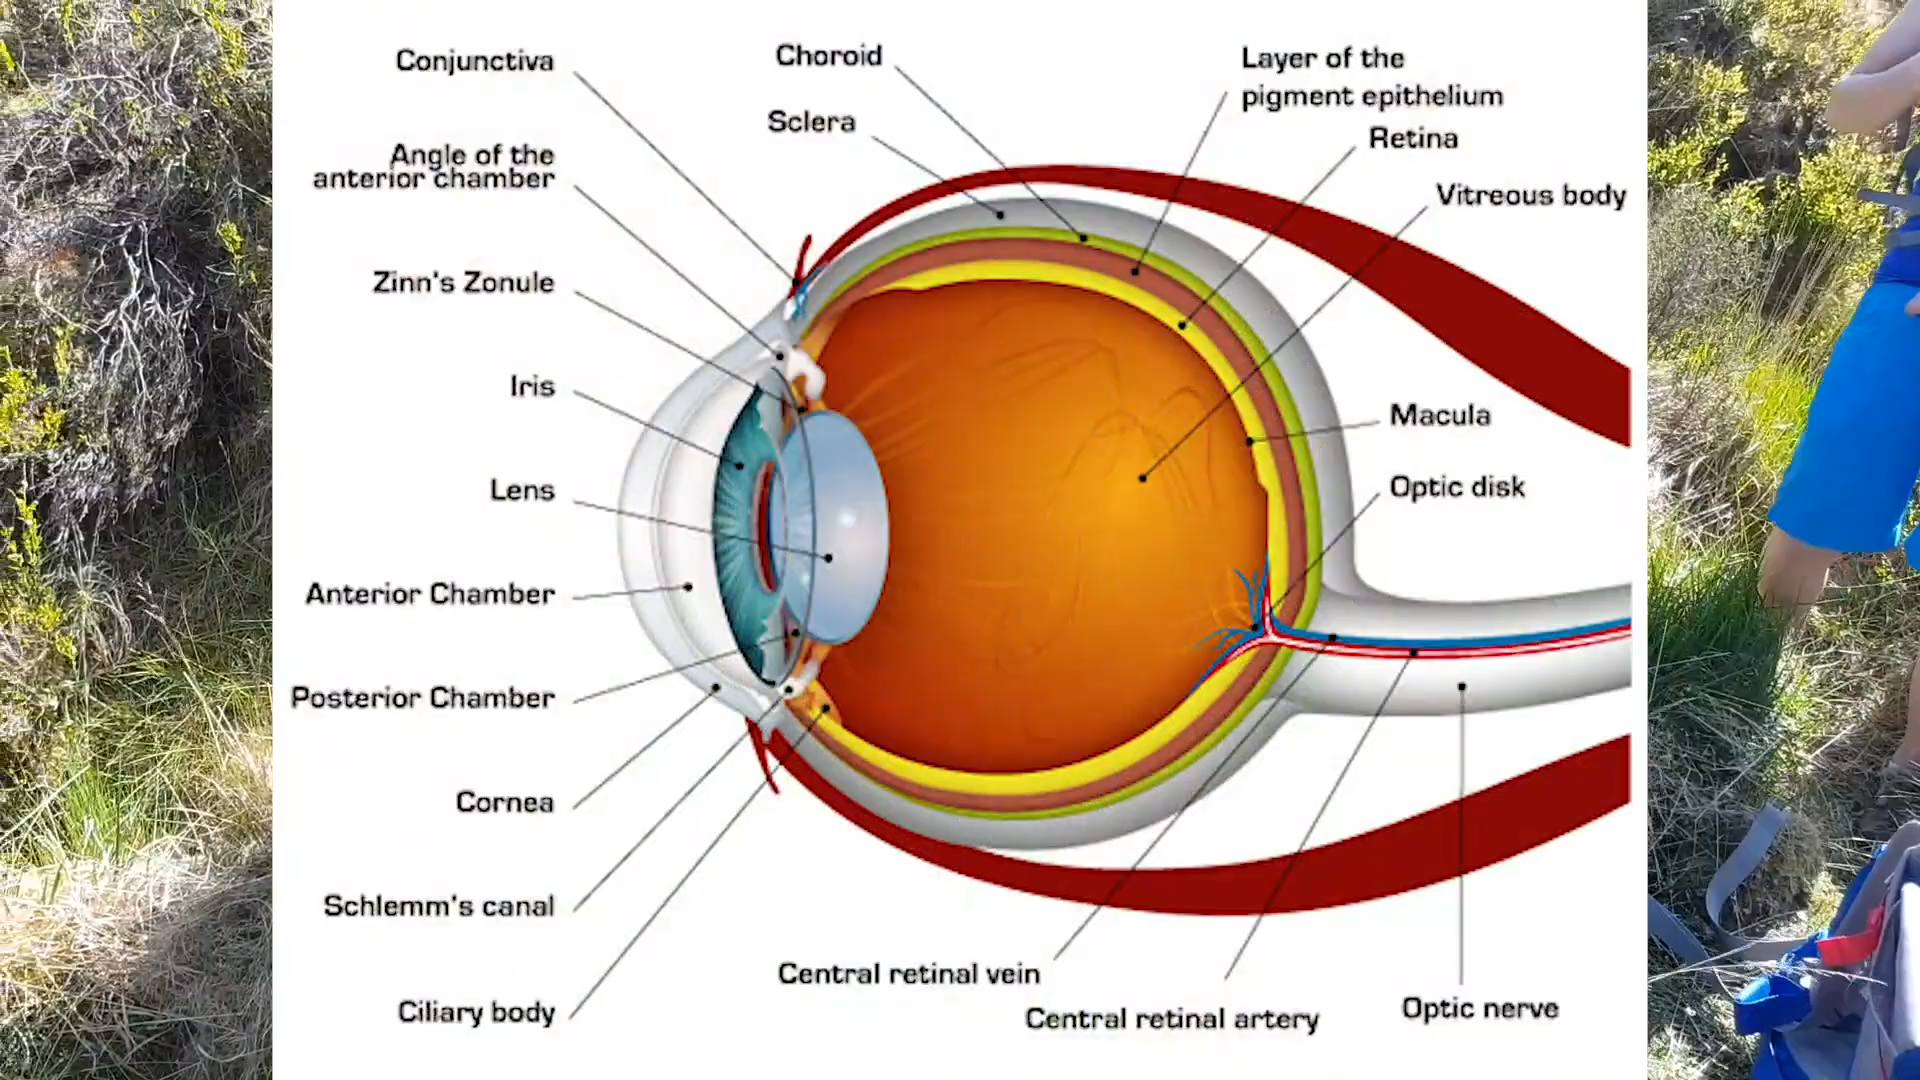 Conjunctiva
Angle of the
anterior chamber
Zinn's Zonule
Iris
Lens
Anterior Chamber
Posterior Chamber
Cornea
Schlemm's canal
Ciliary body
Choroid
Sclera
Layer of the
pigment epithelium
Retina
Vitreous body
Macula
Optic disk
Central retinal vein
Central retinal artery
Optic nerve